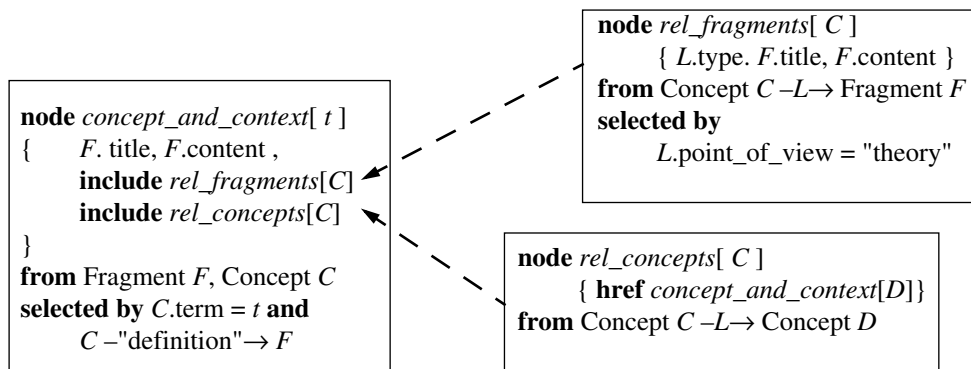 node concept_and_context[ t ]
{ F. title, F.content ,
include rel_fragments[C]
include rel_concepts[C]
}
from Fragment F, Concept C
selected by C.term = t and
C –"definition"→ F
node rel_fragments[ C ]
{ L.type. F.title, F.content }
from Concept C –L→ Fragment F
selected by
L.point_of_view = "theory"
node rel_concepts[ C ]
{ href concept_and_context[D]}
from Concept C –L→ Concept D